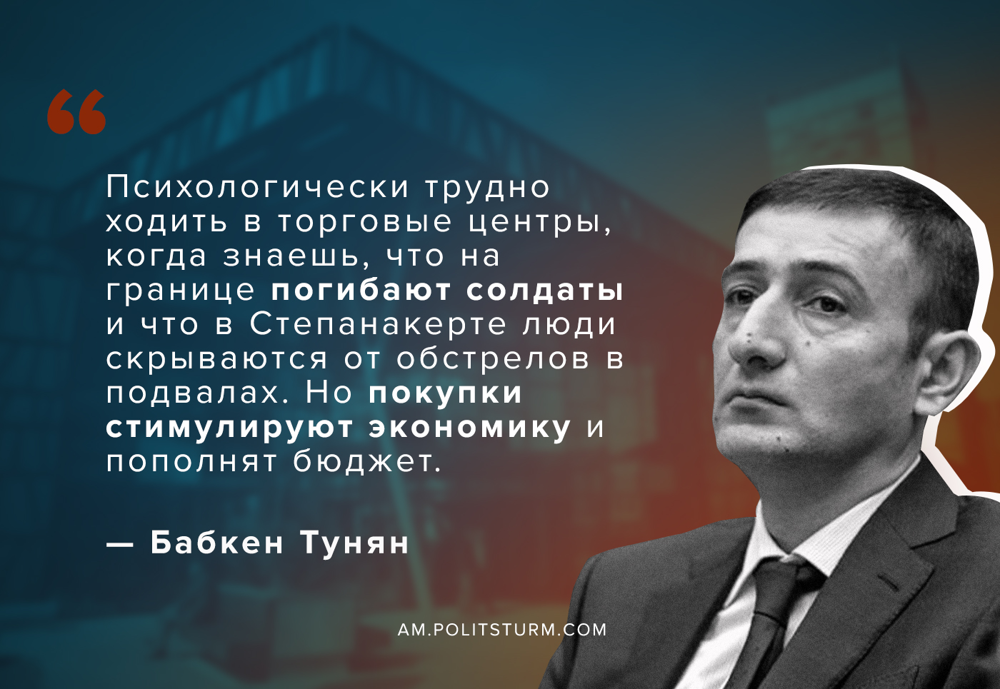 “
Психологически трудно
ходить в торговые центры,
когда знаешь, что на
границе погибают солдаты
и что в Степанакерте люди
скрываются от обстрелов в
подвалах. Но покупки
стимулируют экономику и
пополнят бюджет.
— Бабкен Тунян
AM.POLITSTURM.COM